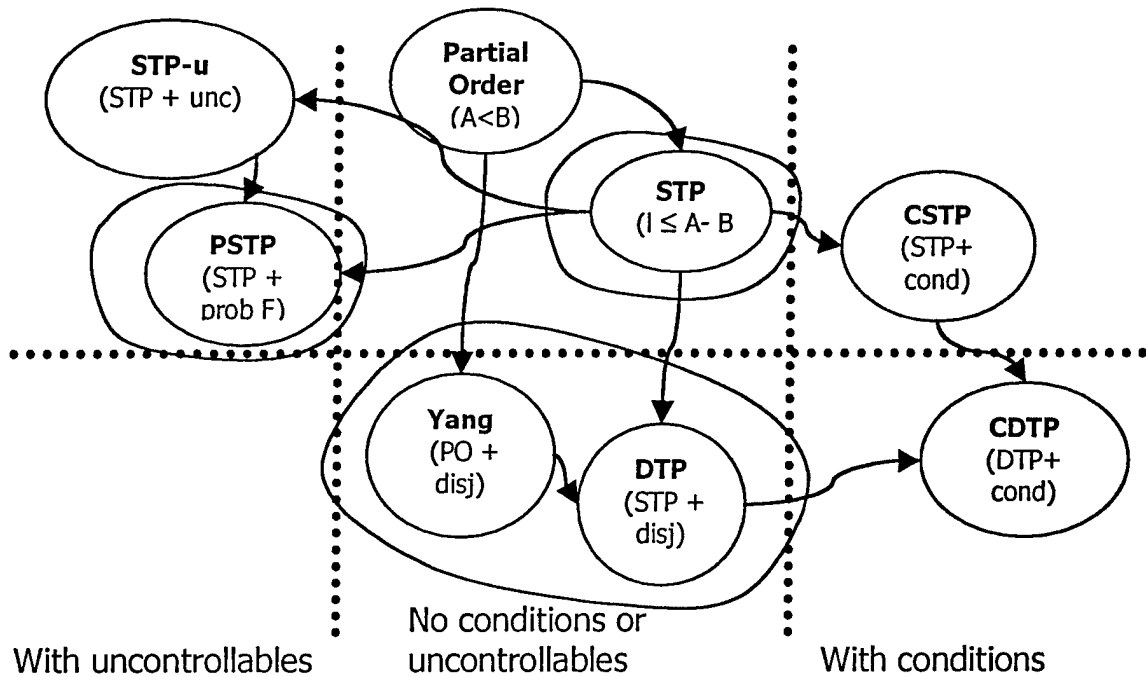 STP-u
(STP + unc)
Partial
Order
(A<B)
STP
(I ≤ A- B
CSTP
(STP+
cond)
PSTP
(STP +
prob F)
Yang
(PO +
disj)
DTP
(STP +
disj)
CDTP
(DTP+
cond)
With uncontrollables
No conditions or
uncontrollables
With conditions